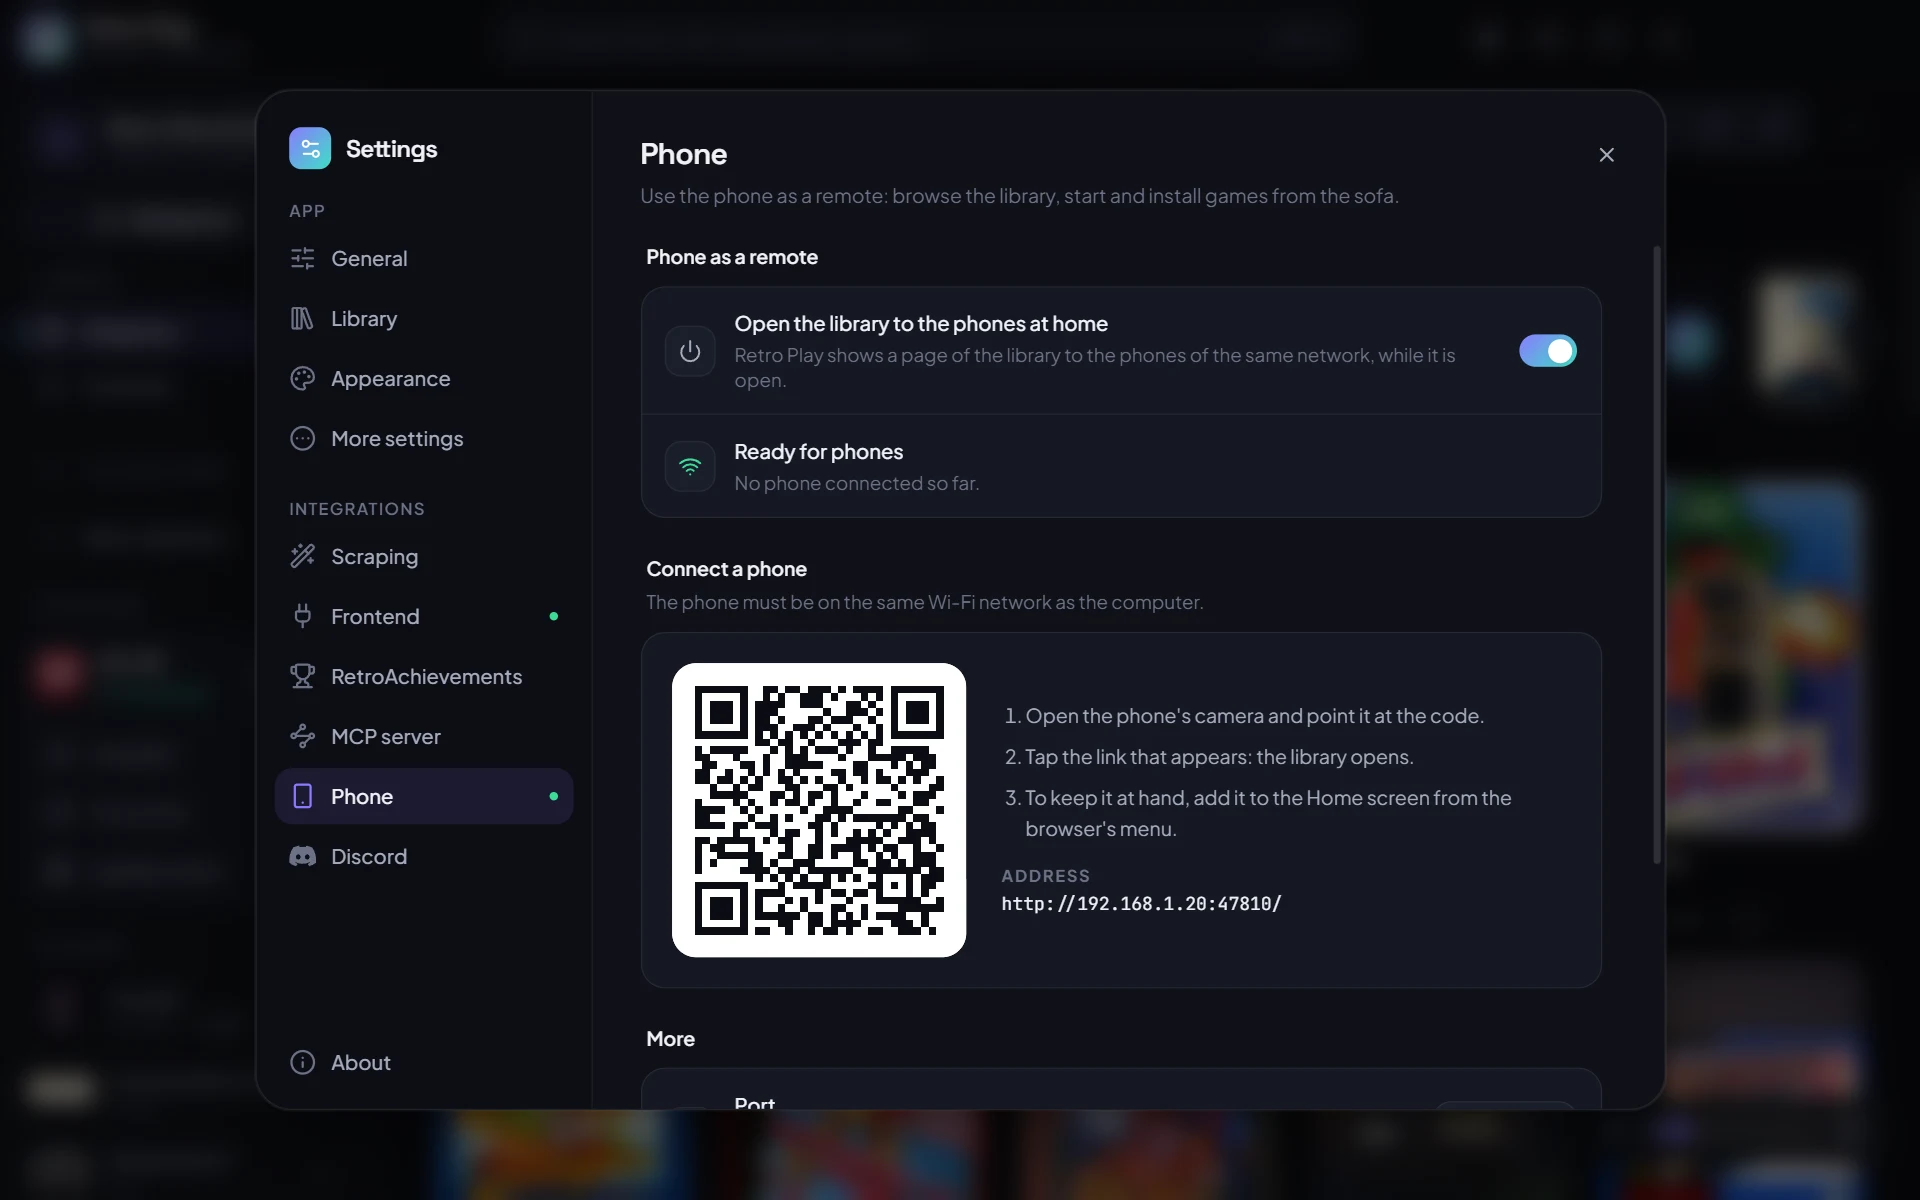 Settings
APP
General
Library
Appearance
More settings
INTEGRATIONS
Scraping
Frontend
RetroAchievements
MCP server
Phone
Discord
About
Phone
Use the phone as a remote: browse the library, start and install games from the sofa.
Phone as a remote
Open the library to the phones at home
Retro Play shows a page of the library to the phones of the same network, while it is
open.
Ready for phones
No phone connected so far.
Connect a phone
The phone must be on the same Wi-Fi network as the computer.
1. Open the phone's camera and point it at the code.
2. Tap the link that appears: the library opens.
3. To keep it at hand, add it to the Home screen from the
browser's menu.
ADDRESS
http://192.168.1.20:47810/
More
Port